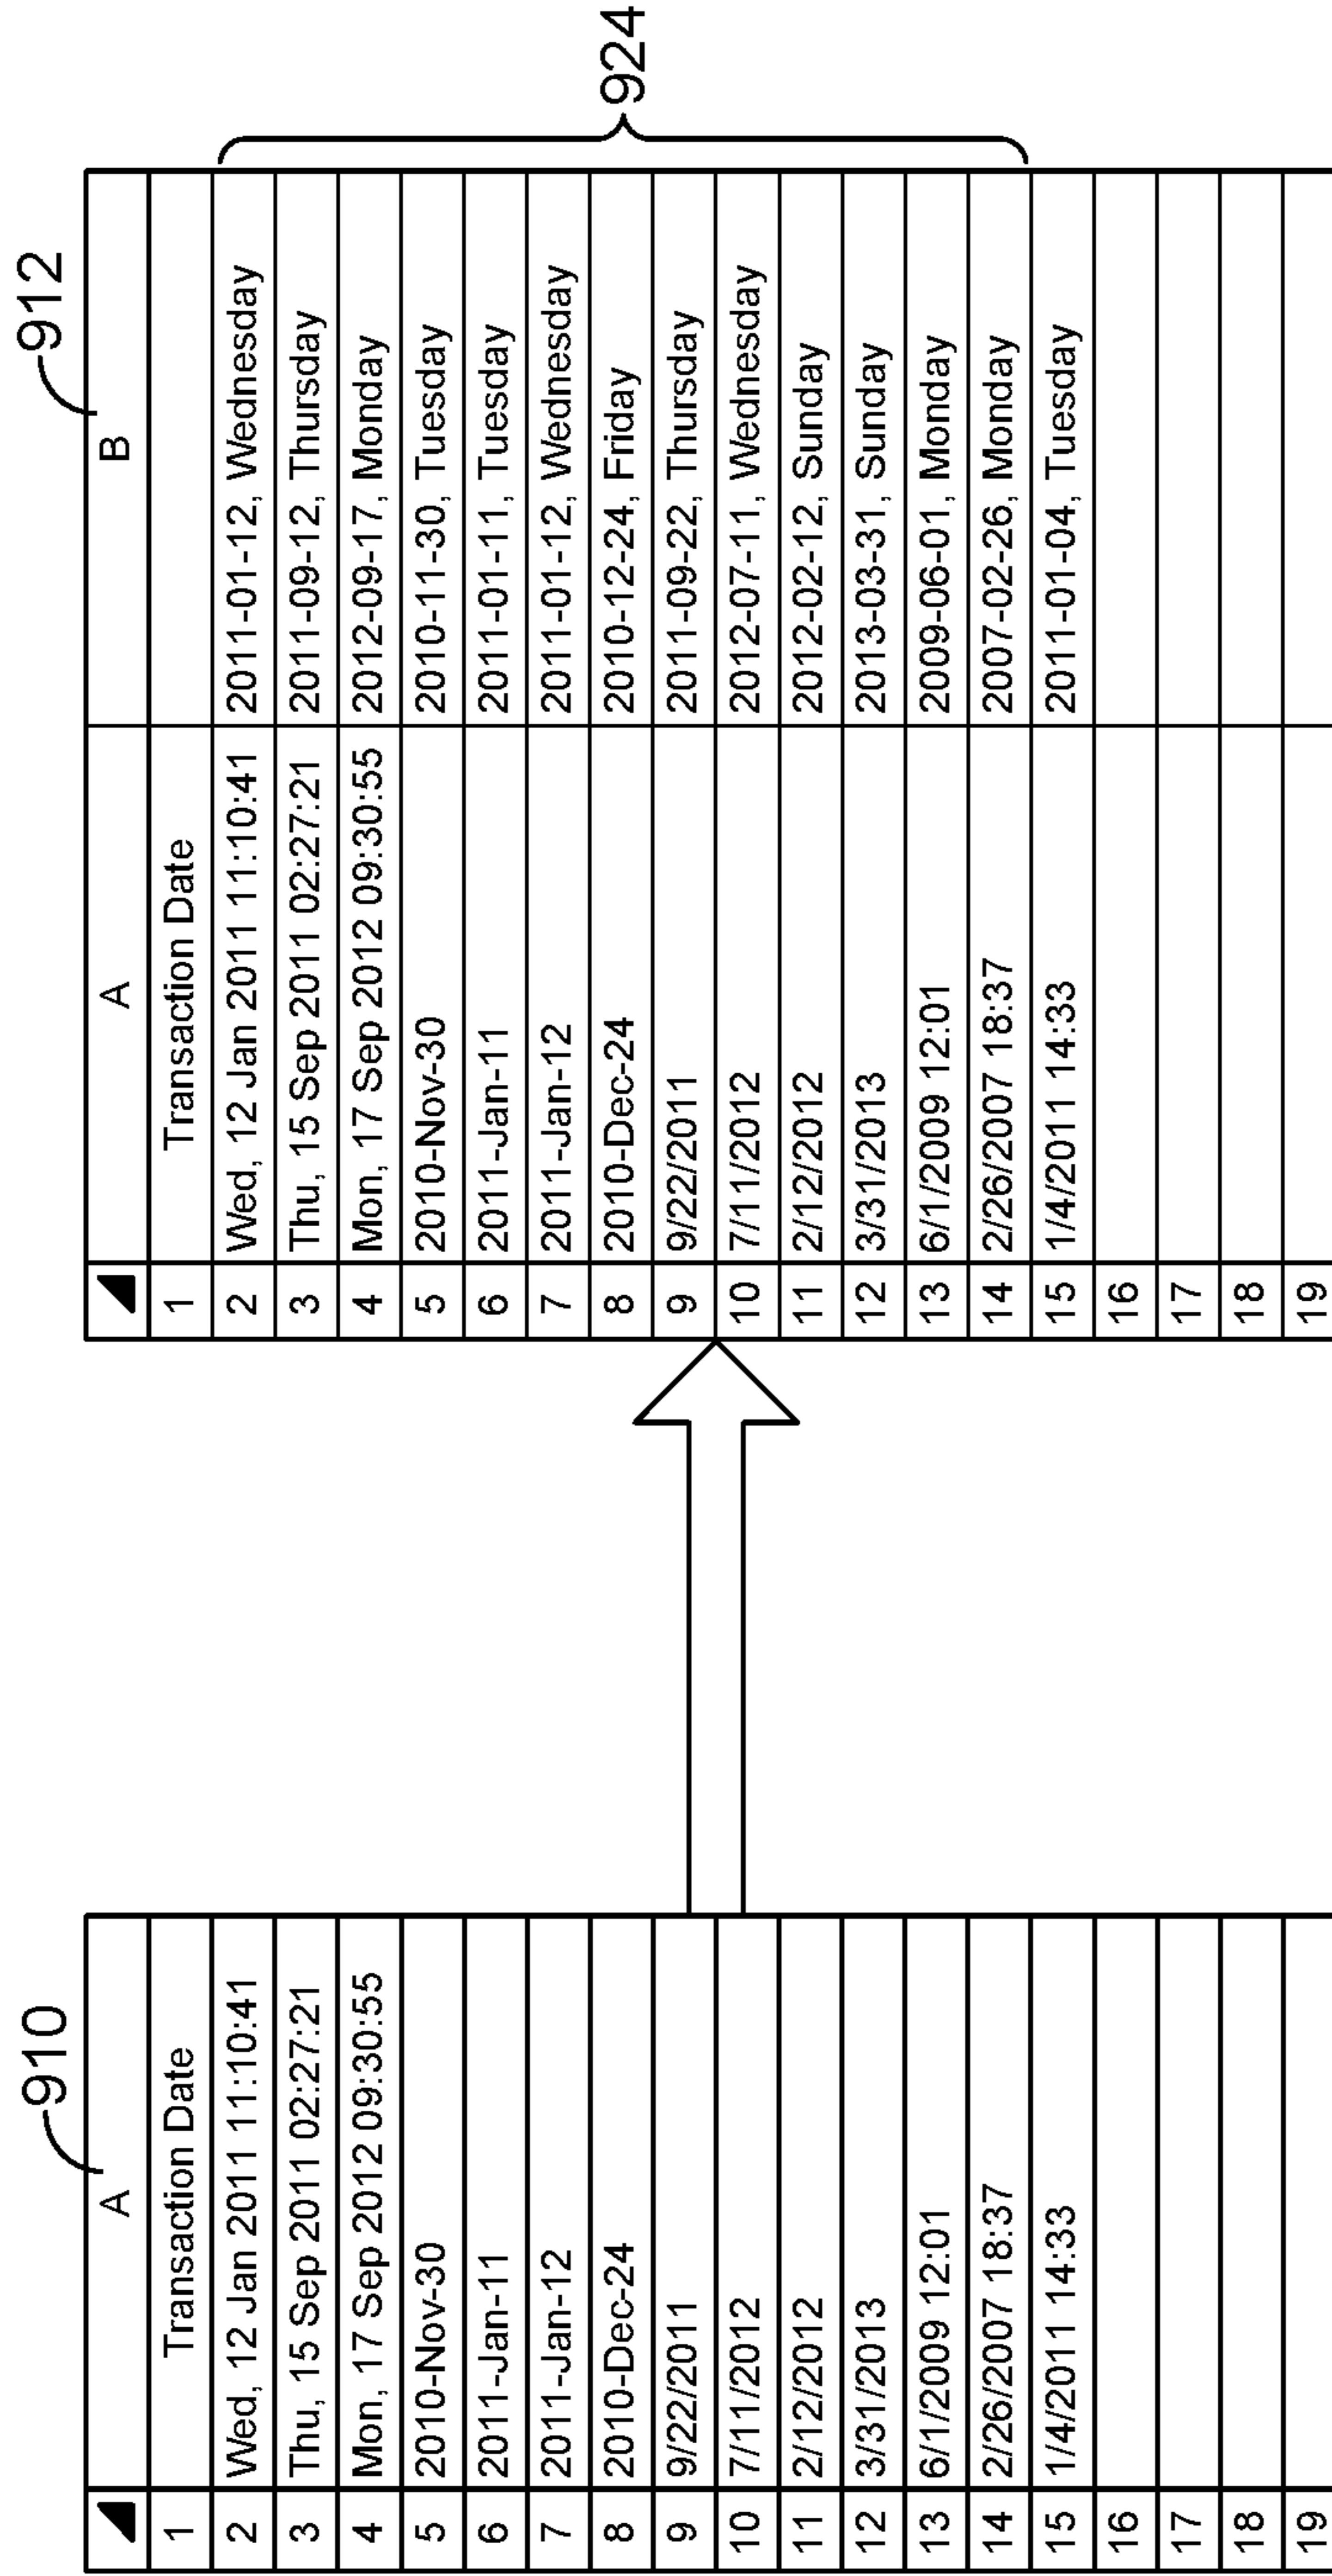 910
A
1 Transaction Date
2 Wed, 12 Jan 2011 11:10:41
3 Thu, 15 Sep 2011 02:27:21
4 Mon, 17 Sep 2012 09:30:55
5 2010-Nov-30
6 2011-Jan-11
7 2011-Jan-12
8 2010-Dec-24
9 9/22/2011
10 7/11/2012
11 2/12/2012
12 3/31/2013
13 6/1/2009 12:01
14 2/26/2007 18:37
15 1/4/2011 14:33
16
17
18
19
912
A B
1 Transaction Date
2 Wed, 12 Jan 2011 11:10:41 2011-01-12, Wednesday
3 Thu, 15 Sep 2011 02:27:21 2011-09-12, Thursday
4 Mon, 17 Sep 2012 09:30:55 2012-09-17, Monday
5 2010-Nov-30 2010-11-30, Tuesday
6 2011-Jan-11 2011-01-11, Tuesday
7 2011-Jan-12 2011-01-12, Wednesday
8 2010-Dec-24 2010-12-24, Friday
9 9/22/2011 2011-09-22, Thursday
10 7/11/2012 2012-07-11, Wednesday
11 2/12/2012 2012-02-12, Sunday
12 3/31/2013 2013-03-31, Sunday
13 6/1/2009 12:01 2009-06-01, Monday
14 2/26/2007 18:37 2007-02-26, Monday
15 1/4/2011 14:33 2011-01-04, Tuesday
16
17
18
19
924